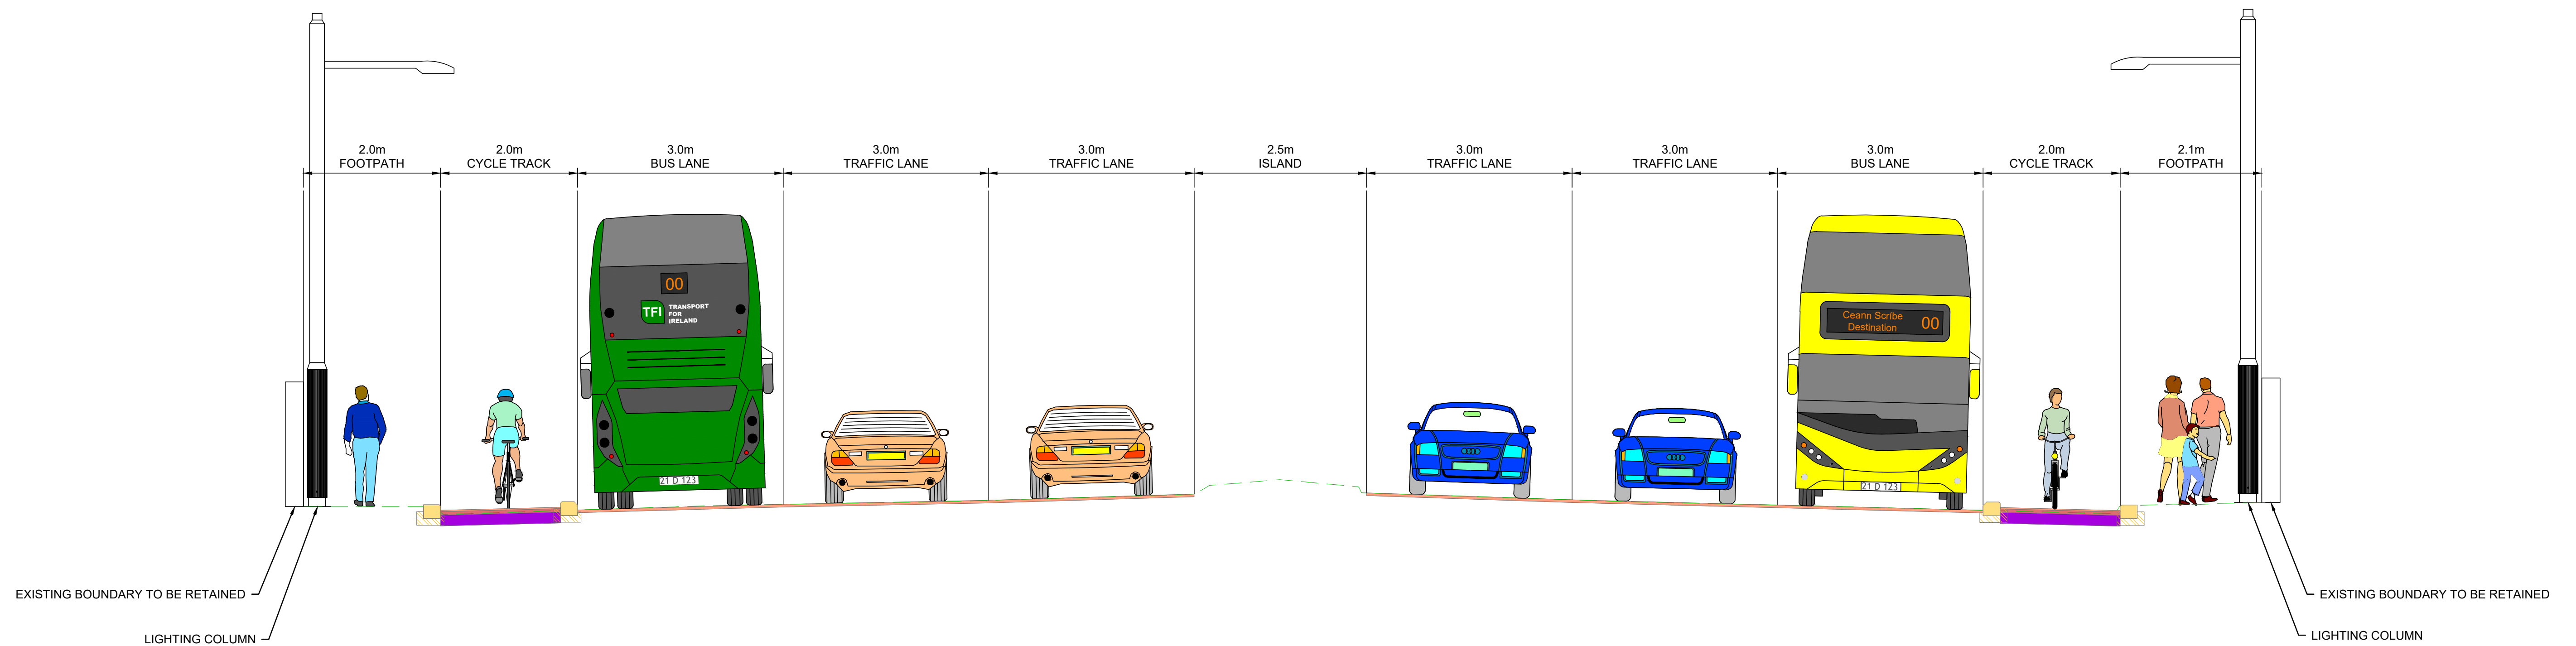 2.0m
FOOTPATH
2.0m
CYCLE TRACK
3.0m
BUS LANE
3.0m
TRAFFIC LANE
3.0m
TRAFFIC LANE
2.5m
ISLAND
3.0m
TRAFFIC LANE
3.0m
TRAFFIC LANE
3.0m
BUS LANE
2.0m
CYCLE TRACK
2.1m
FOOTPATH
00
TFI
TRANSPORT
FOR
IRELAND
21 D 123
Ceann Scríbe
Destination
00
21 D 123
EXISTING BOUNDARY TO BE RETAINED
LIGHTING COLUMN
EXISTING BOUNDARY TO BE RETAINED
LIGHTING COLUMN